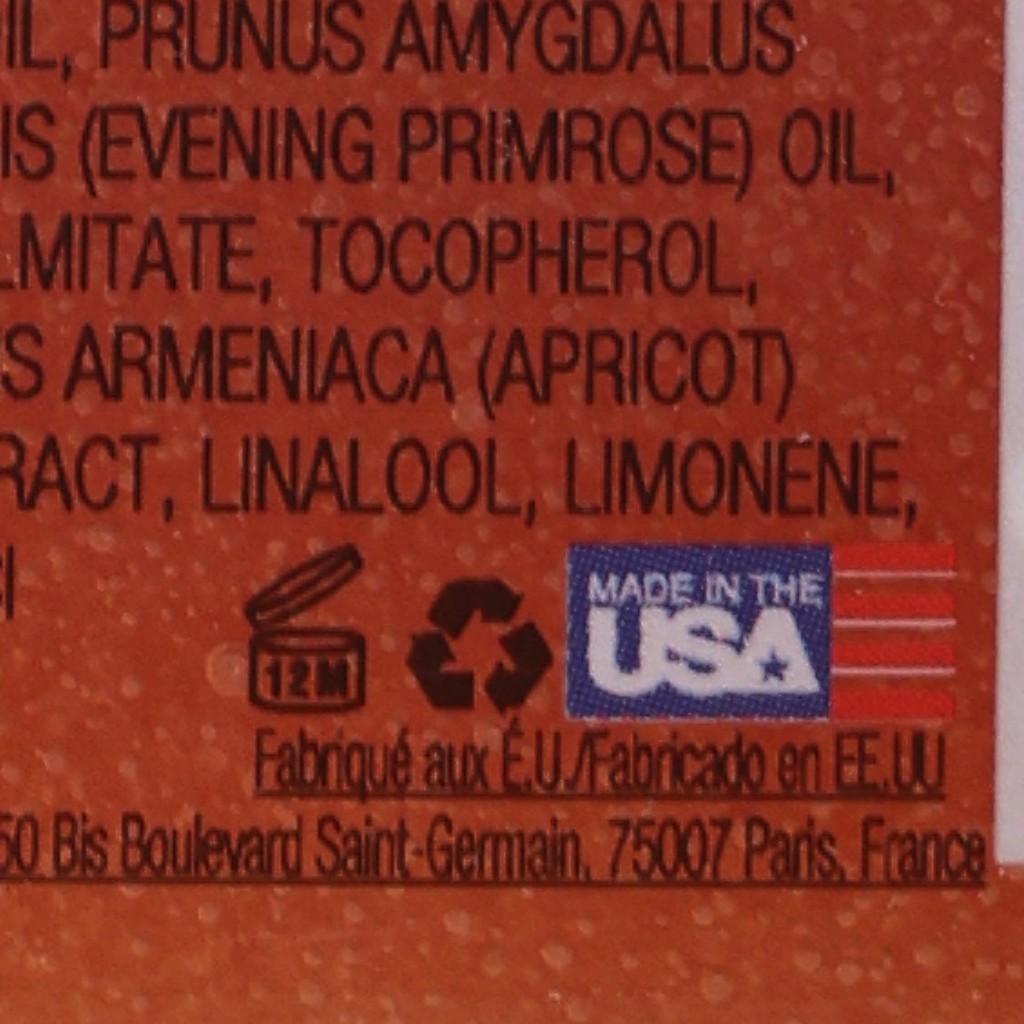 IL, PRUNUS AMYGDALUS
IS (EVENING PRIMROSE) OIL,
LMITATE, TOCOPHEROL,
S ARMENIACA (APRICOT)
RACT, LINALOOL, LIMONENE,
CI
12M
MADE IN THE
USA
Fabriqué aux É.U./Fabricado en EE.UU
50 Bis Boulevard Saint-Germain, 75007 Paris, France